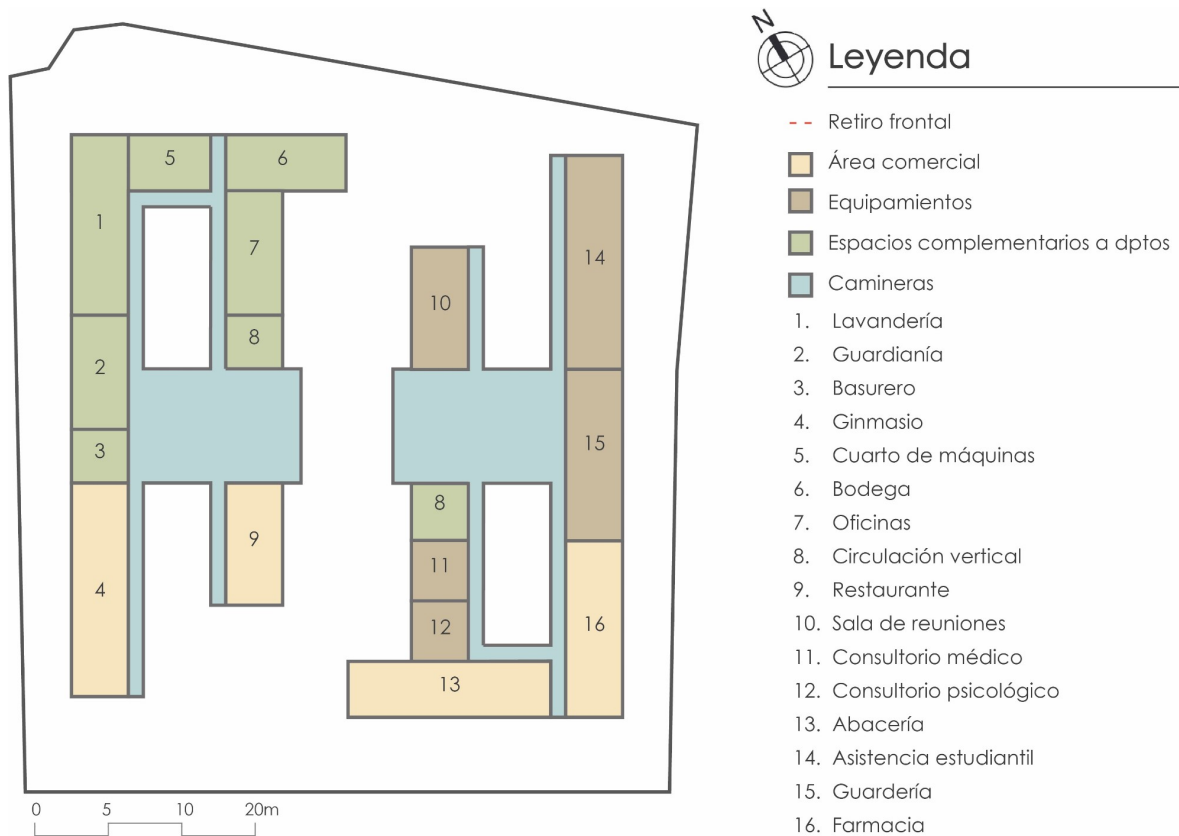 N
Leyenda
Retiro frontal
Área comercial
Equipamientos
Espacios complementarios a dptos
Camineras
1. Lavandería
2. Guardianía
3. Basurero
4. Ginmasio
5. Cuarto de máquinas
6. Bodega
7. Oficinas
8. Circulación vertical
9. Restaurante
10. Sala de reuniones
11. Consultorio médico
12. Consultorio psicológico
13. Abacería
14. Asistencia estudiantil
15. Guardería
16. Farmacia
5
6
1
7
14
10
8
2
3
15
8
9
11
4
12
16
13
0 5 10 20m